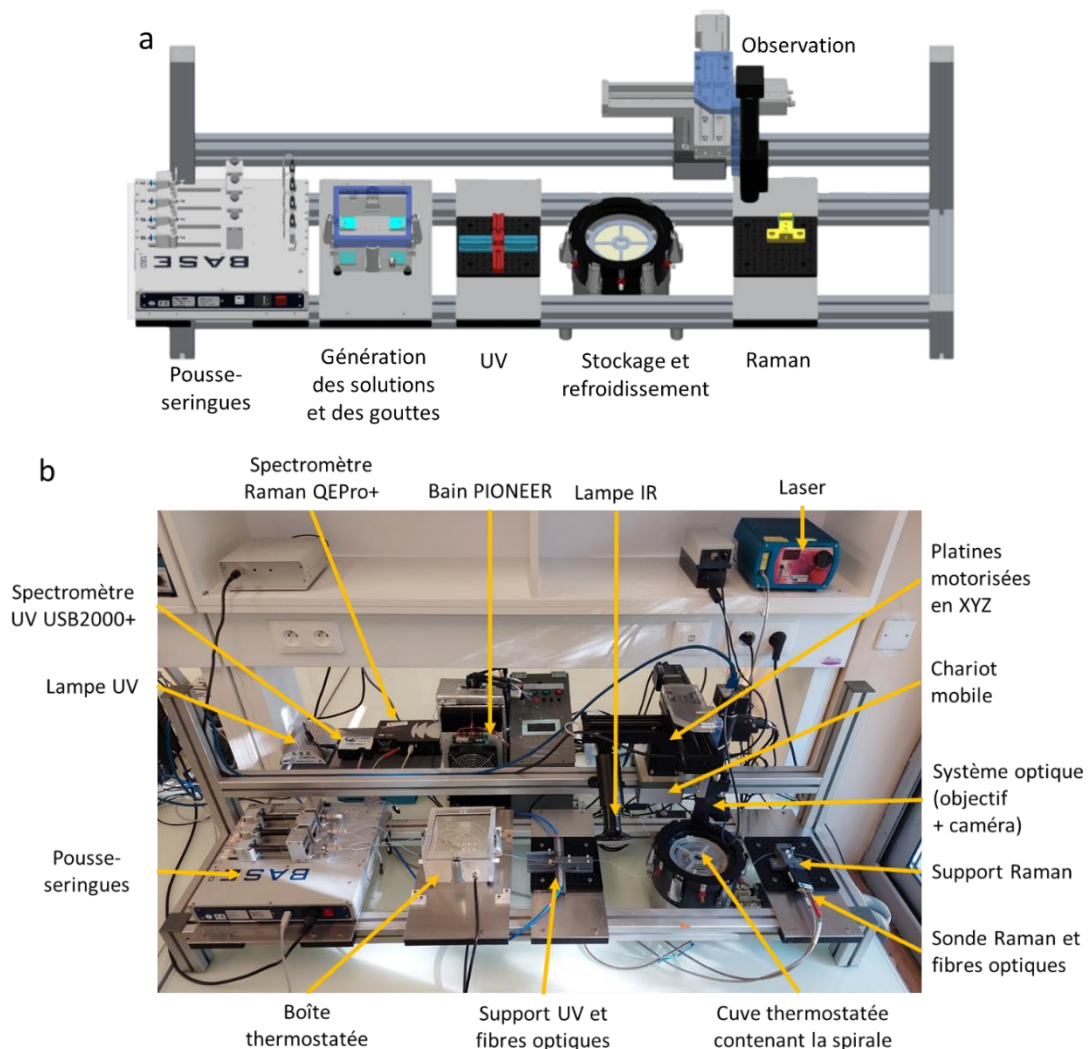 a
Observation
BASE
Pousse-
seringues
Génération
des solutions
et des gouttes
UV
Stockage et
refroidissement
Raman
b
Spectromètre
Raman QEPro+
Bain PIONEER
Lampe IR
Laser
Spectromètre
UV USB2000+
Lampe UV
Pousse-
seringues
Platines
motorisées
en XYZ
Chariot
mobile
Système optique
(objectif
+ caméra)
Support Raman
Sonde Raman et
fibres optiques
BASE
Boîte
thermostatée
Support UV et
fibres optiques
Cuve thermostatée
contenant la spirale